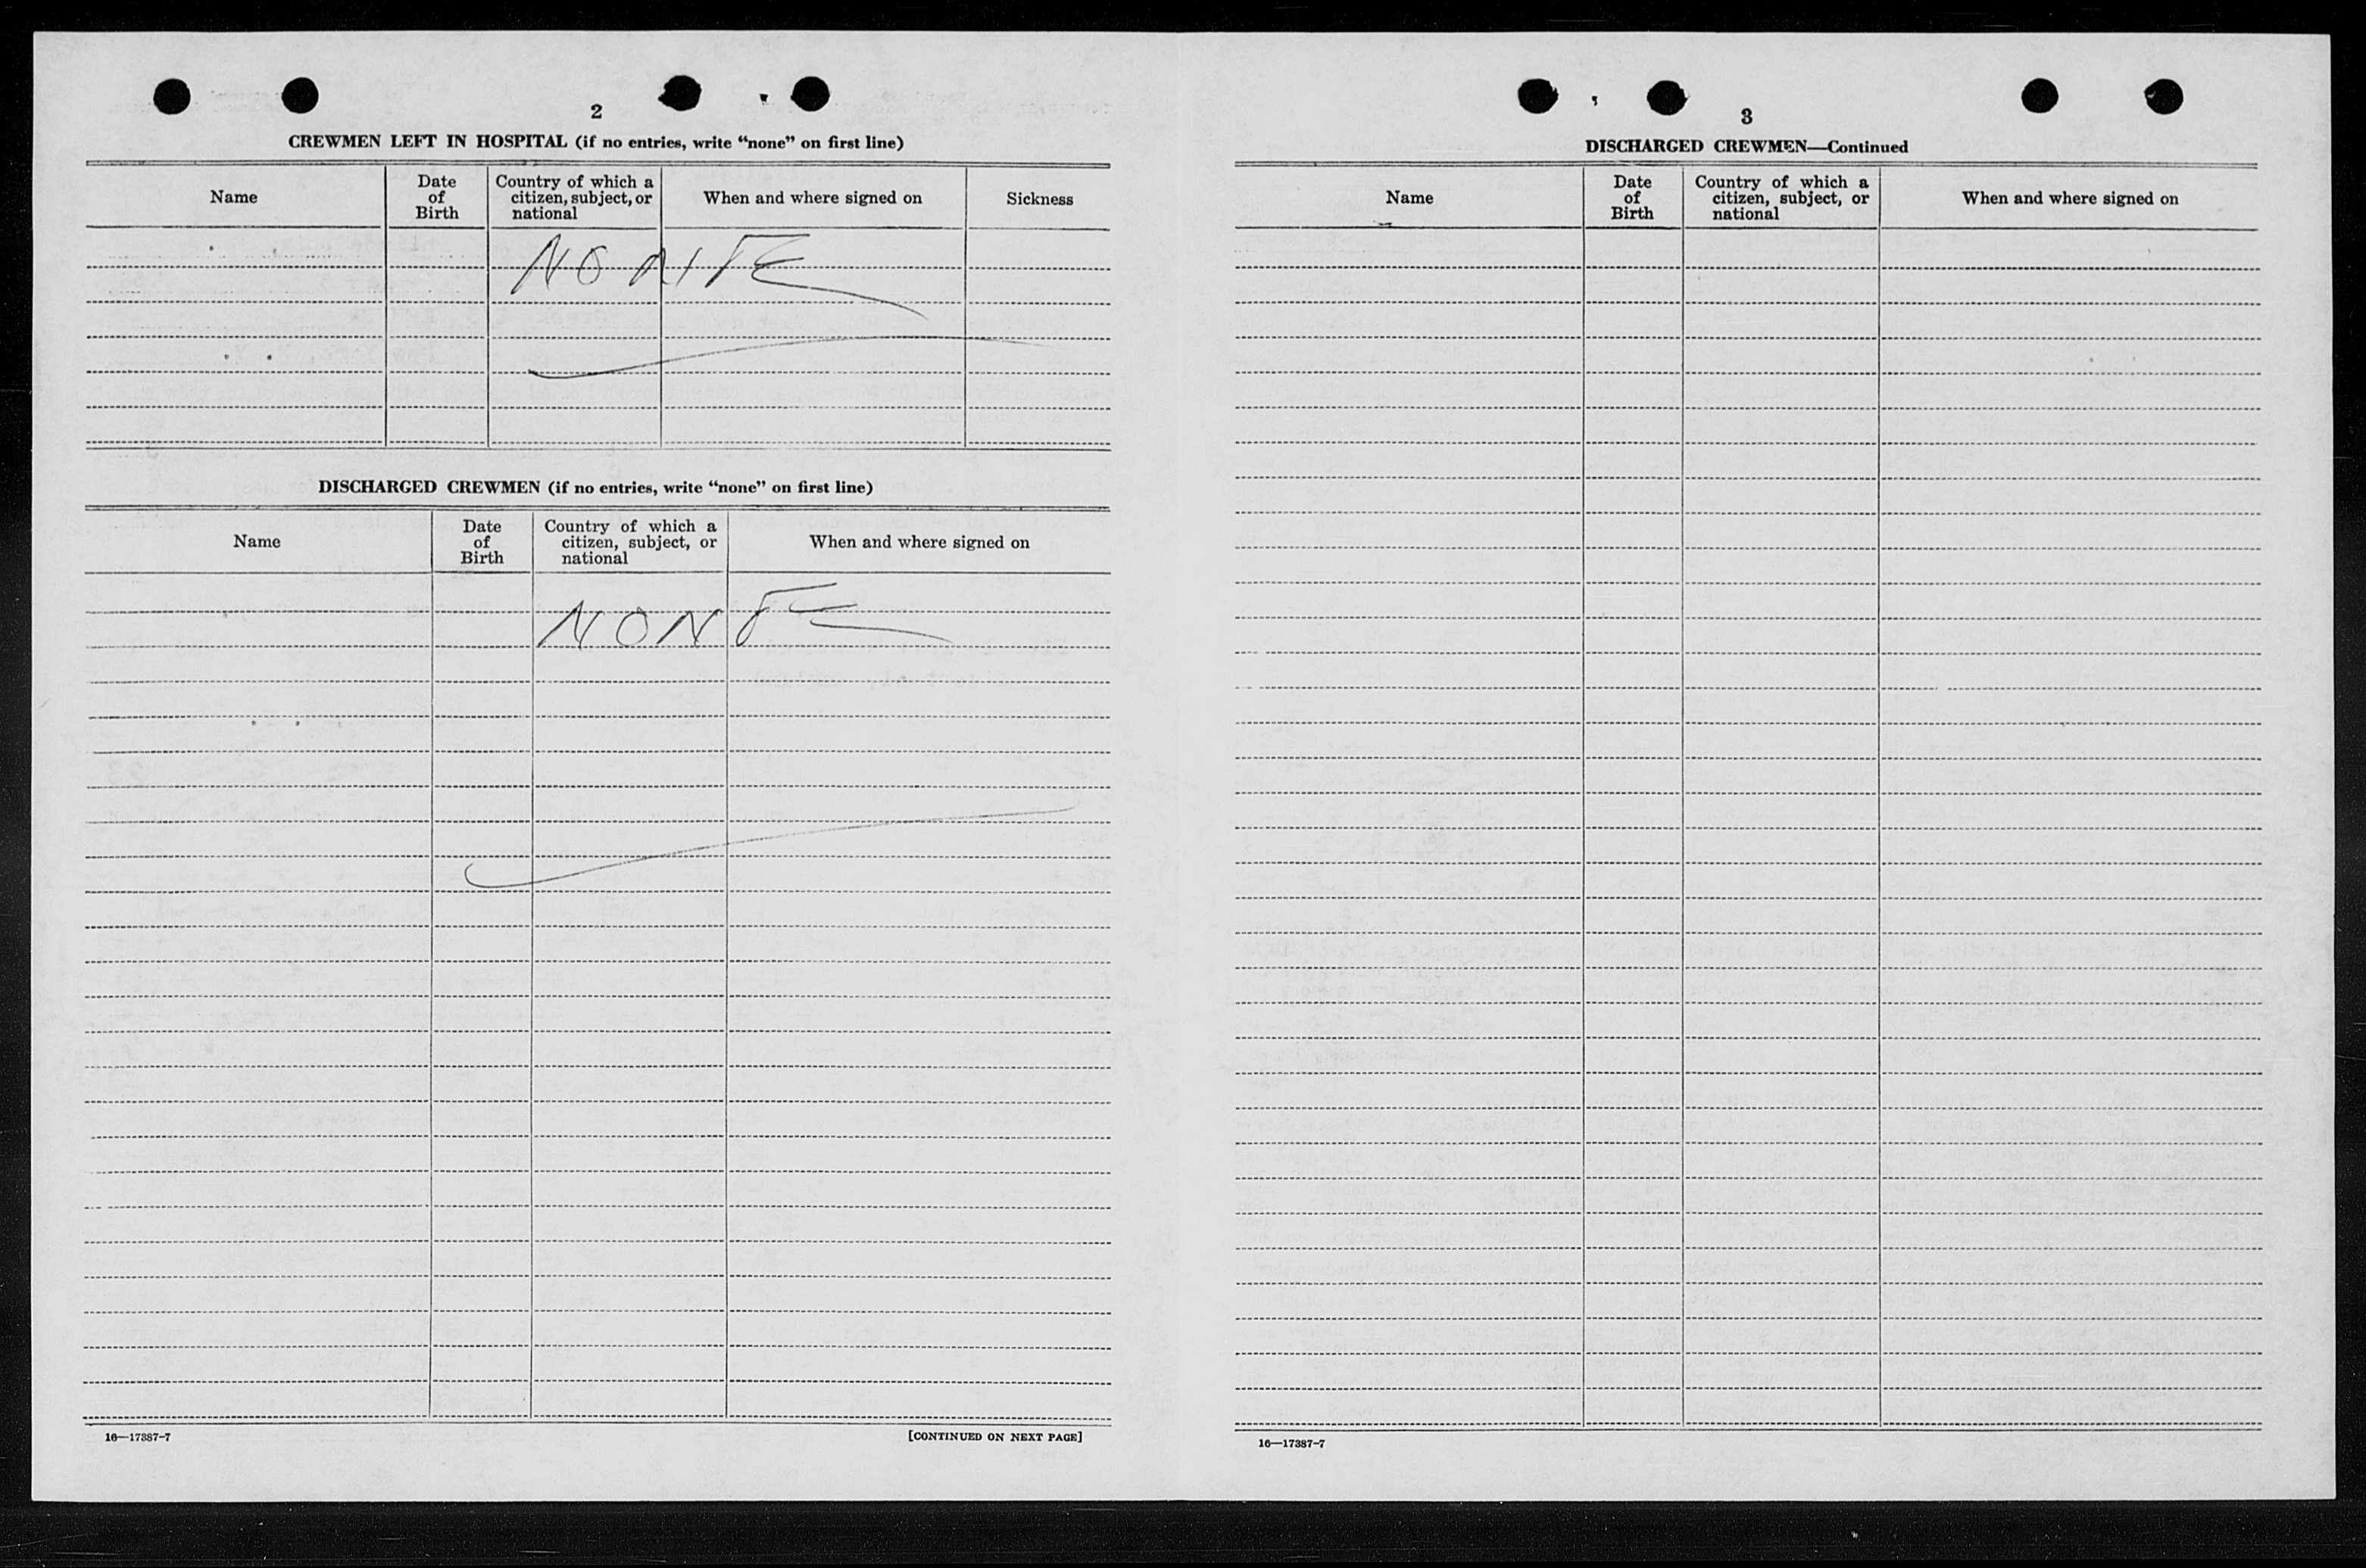 2
CREWMEN LEFT IN HOSPITAL (if no entries, write “none” on first line)
Name
Date of Birth
Country of which a citizen, subject, or national
When and where signed on
Sickness
NONE
DISCHARGED CREWMEN (if no entries, write “none” on first line)
Name
Date of Birth
Country of which a citizen, subject, or national
When and where signed on
NONE
16—17387-7
[CONTINUED ON NEXT PAGE]
3
DISCHARGED CREWMEN—Continued
Name
Date of Birth
Country of which a citizen, subject, or national
When and where signed on
16—17387-7